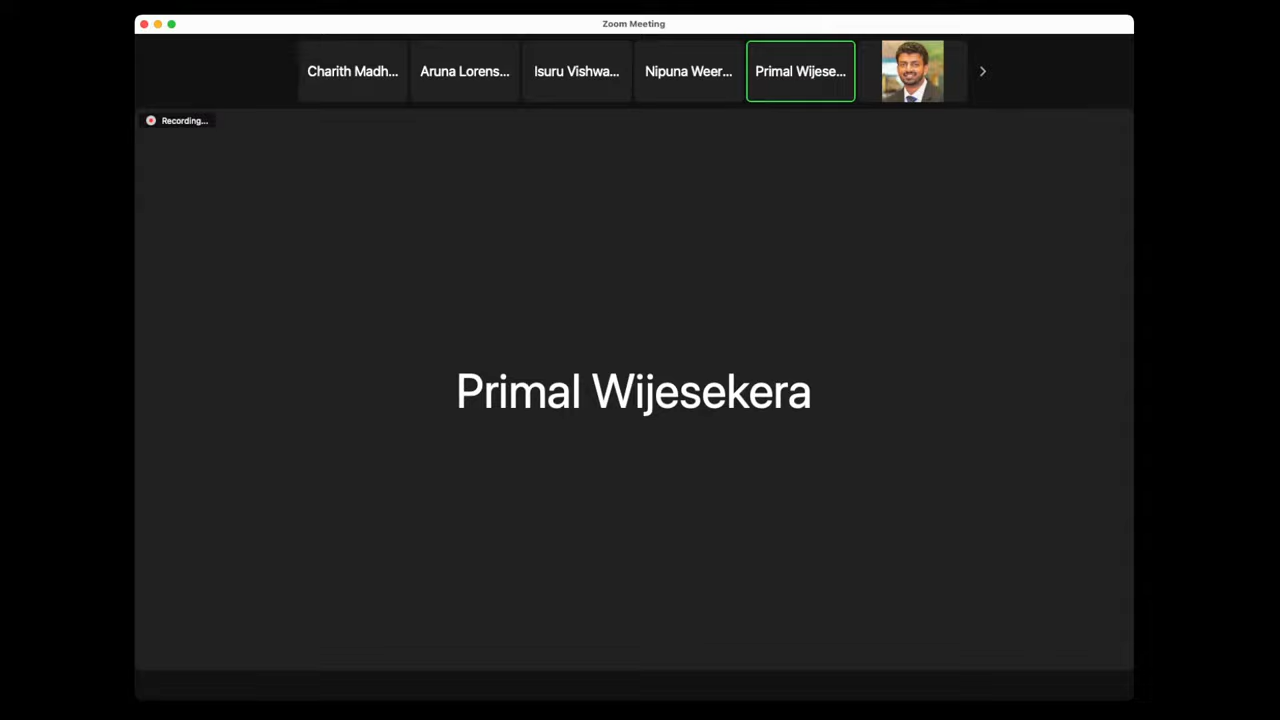 Zoom Meeting
Charith Madh...
Aruna Lorens...
Isuru Vishwa...
Nipuna Weer...
Primal Wijese...
Recording...
Primal Wijesekera